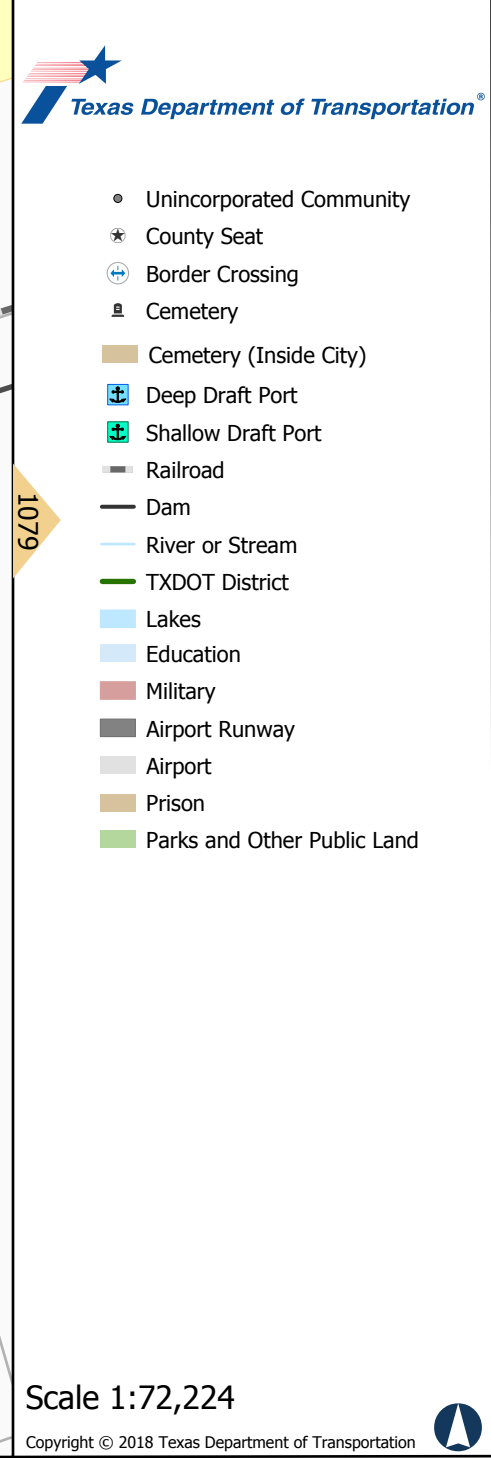 Texas Department of Transportation®
Unincorporated Community
County Seat
Border Crossing
Cemetery
Cemetery (Inside City)
Deep Draft Port
Shallow Draft Port
Railroad
1079
Dam
River or Stream
TXDOT District
Lakes
Education
Military
Airport Runway
Airport
Prison
Parks and Other Public Land
Scale 1:72,224
Copyright © 2018 Texas Department of Transportation